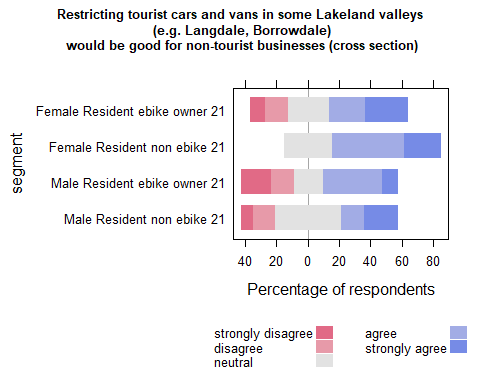 Restricting tourist cars and vans in some Lakeland valleys
(e.g. Langdale, Borrowdale)
would be good for non-tourist businesses (cross section)
segment
Female Resident ebike owner 21
Female Resident non ebike 21
Male Resident ebike owner 21
Male Resident non ebike 21
40 20 0 20 40 60 80
Percentage of respondents
strongly disagree agree
disagree strongly agree
neutral